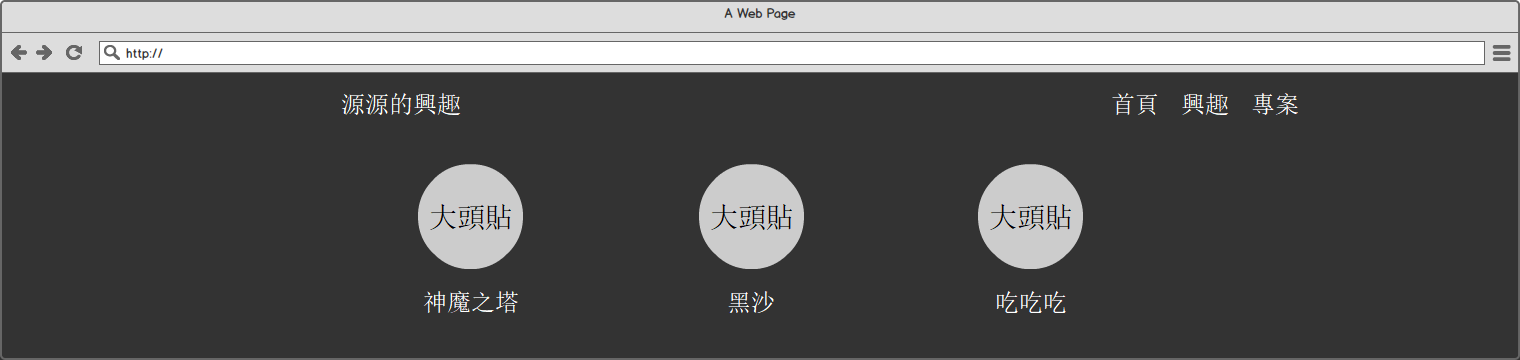 A Web Page
http://
源源的興趣 首頁 興趣 專案
大頭貼 大頭貼 大頭貼
神魔之塔 黑沙 吃吃吃